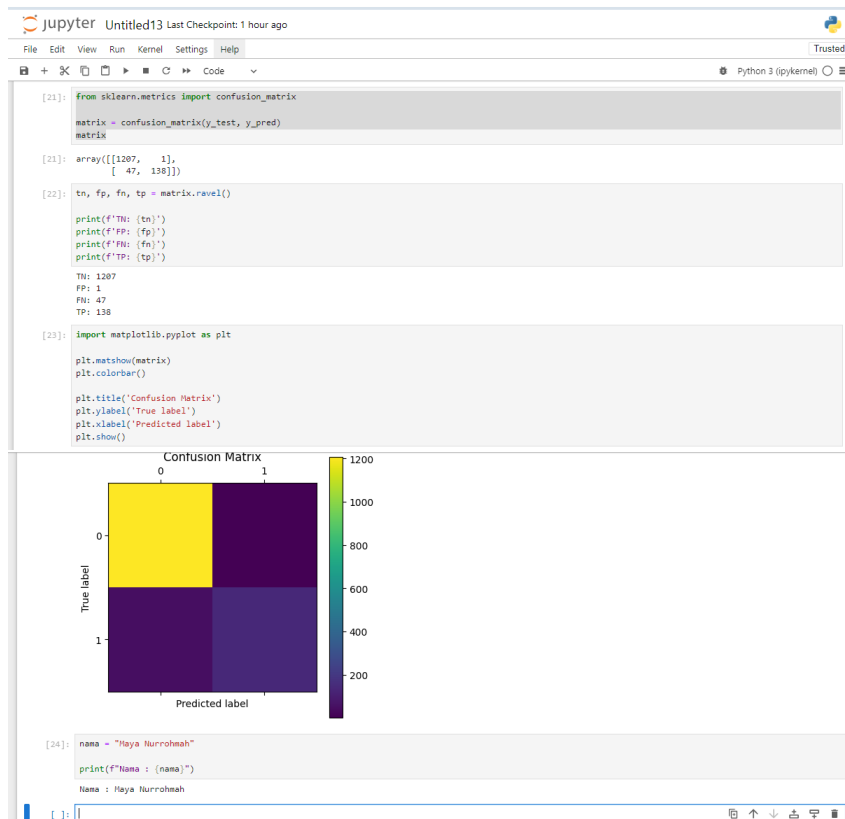 jupyter Untitled13 Last Checkpoint: 1 hour ago
File Edit View Run Kernel Settings Help Trusted
Code Python 3 (ipykernel)
[21]: from sklearn.metrics import confusion_matrix
matrix = confusion_matrix(y_test, y_pred)
matrix
[21]: array([[1207, 1],
[ 47, 138]])
[22]: tn, fp, fn, tp = matrix.ravel()
print(f'TN: {tn}')
print(f'FP: {fp}')
print(f'FN: {fn}')
print(f'TP: {tp}')
TN: 1207
FP: 1
FN: 47
TP: 138
[23]: import matplotlib.pyplot as plt
plt.matshow(matrix)
plt.colorbar()
plt.title('Confusion Matrix')
plt.ylabel('True label')
plt.xlabel('Predicted label')
plt.show()
Confusion Matrix
0 1
0
1
True label
Predicted label
1200
1000
800
600
400
200
[24]: nama = "Maya Nurrohmah"
print(f"Nama : {nama}")
Nama : Maya Nurrohmah
[ ]: